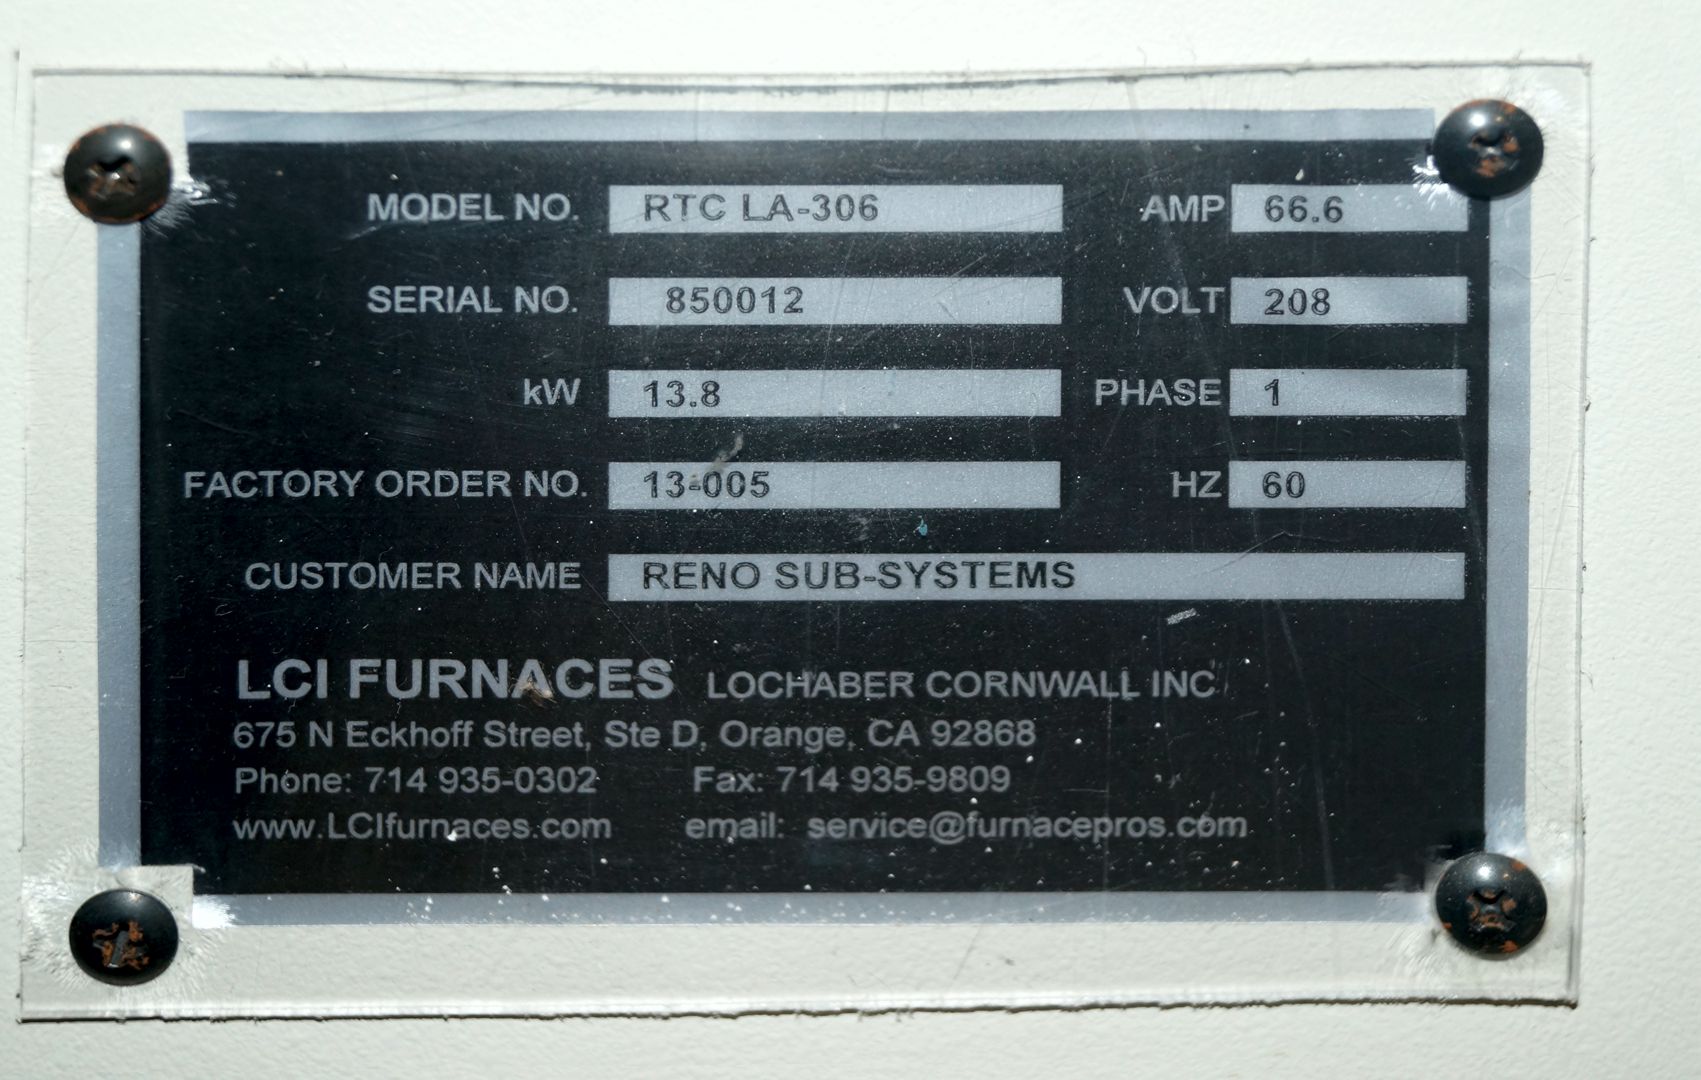 MODEL NO. RTC LA-306 AMP 66.6
SERIAL NO. 850012 VOLT 208
kW 13.8 PHASE 1
FACTORY ORDER NO. 13-005 HZ 60
CUSTOMER NAME RENO SUB-SYSTEMS
LCI FURNACES LOCHABER CORNWALL INC
675 N Eckhoff Street, Ste D, Orange, CA 92868
Phone: 714 935-0302 Fax: 714 935-9809
www.LCIfurnaces.com email: service@furnacepros.com